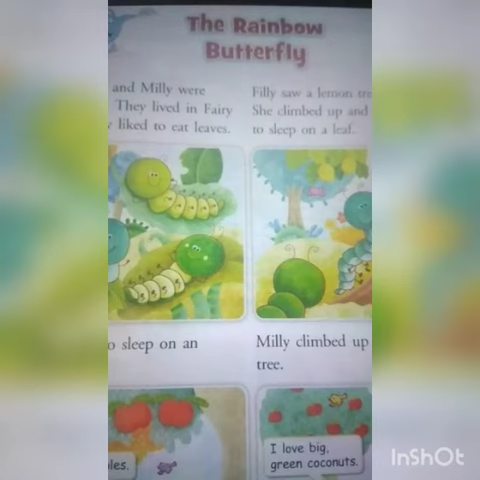 The Rainbow
Butterfly
and Milly were
They lived in Fairy
liked to eat leaves.
Filly saw a lemon
She climbed up and
to sleep on a leaf.
sleep on an
Milly climbed up
tree.
I love big,
green coconuts.
InShOt